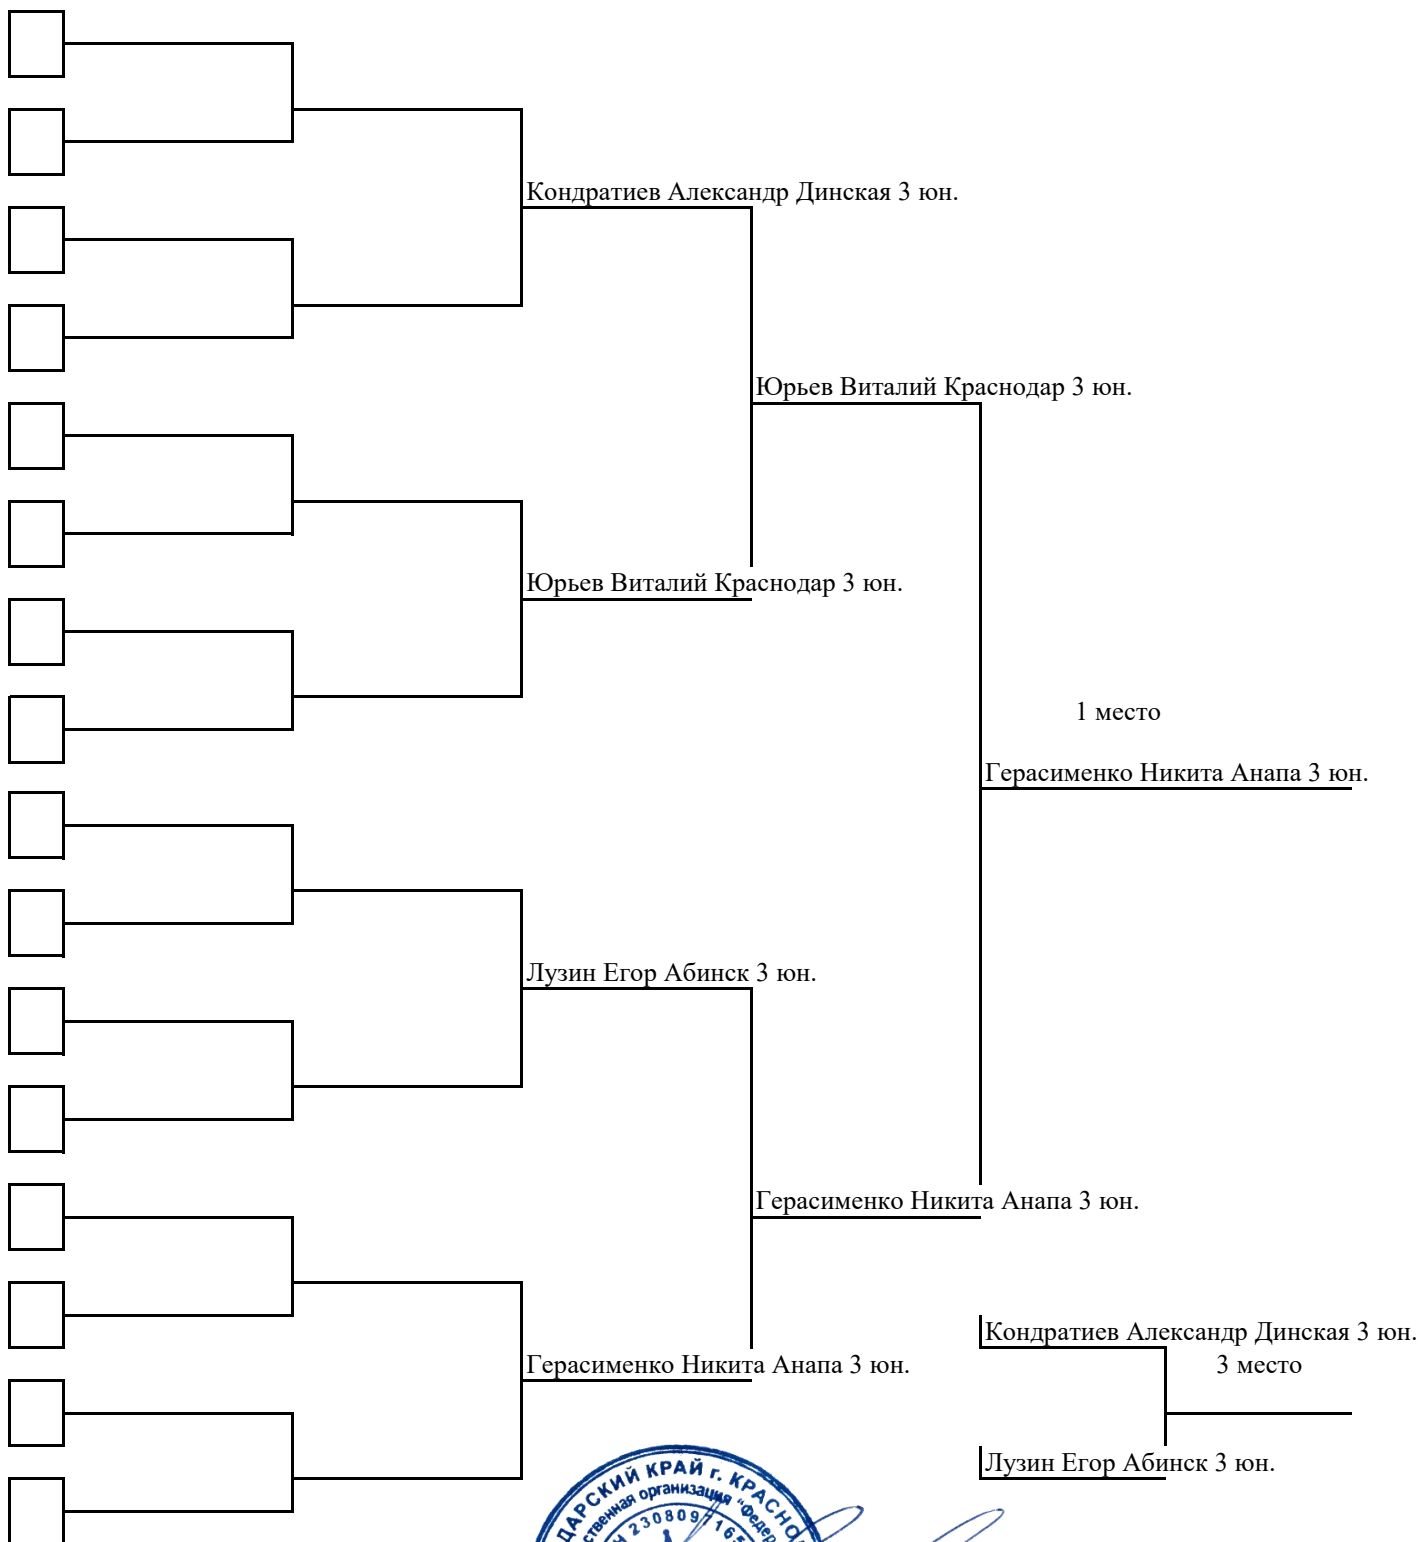 Кондратиев Александр Динская 3 юн.
Юрьев Виталий Краснодар 3 юн.
Юрьев Виталий Краснодар 3 юн.
1 место
Герасименко Никита Анапа 3 юн.
Лузин Егор Абинск 3 юн.
Герасименко Никита Анапа 3 юн.
Кондратиев Александр Динская 3 юн.
Герасименко Никита Анапа 3 юн.
3 место
Лузин Егор Абинск 3 юн.
КРАЙ г.
организация